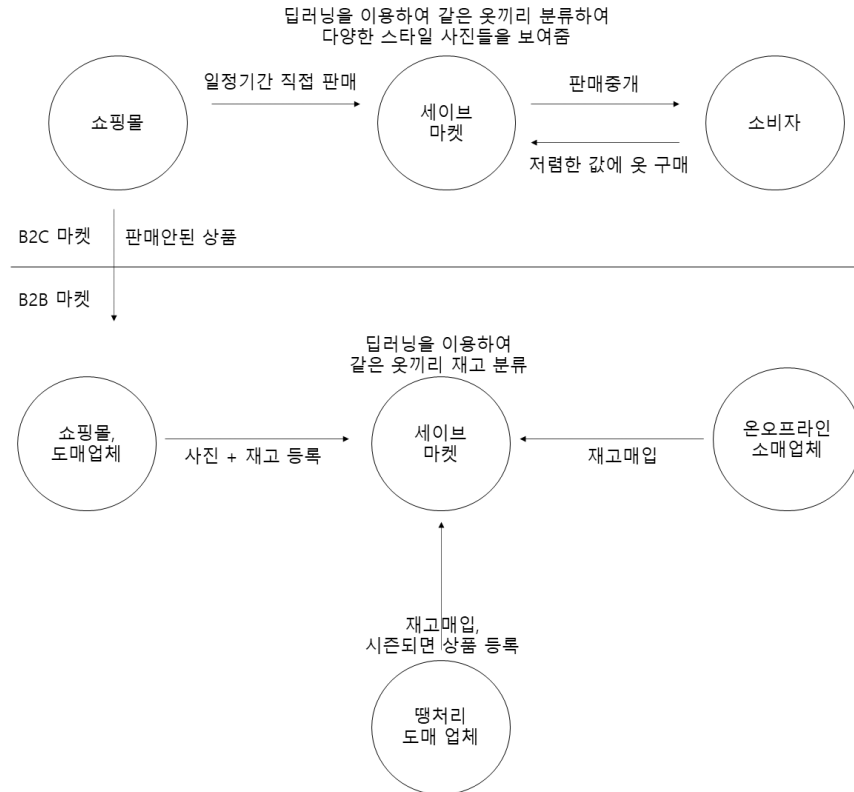 딥러닝을 이용하여 같은 옷끼리 분류하여
다양한 스타일 사진들을 보여줌
쇼핑몰
일정기간 직접 판매
세이브
마켓
판매중개
저렴한 값에 옷 구매
소비자
B2C 마켓
판매안된 상품
B2B 마켓
딥러닝을 이용하여
같은 옷끼리 재고 분류
쇼핑몰,
도매업체
사진 + 재고 등록
세이브
마켓
재고매입
온오프라인
소매업체
재고매입,
시즌되면 상품 등록
땡처리
도매 업체